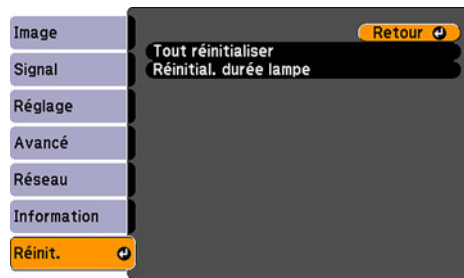 Image
Signal
Réglage
Avancé
Réseau
Information
Réinit.
Retour
Tout réinitialiser
Réinitial. durée lampe